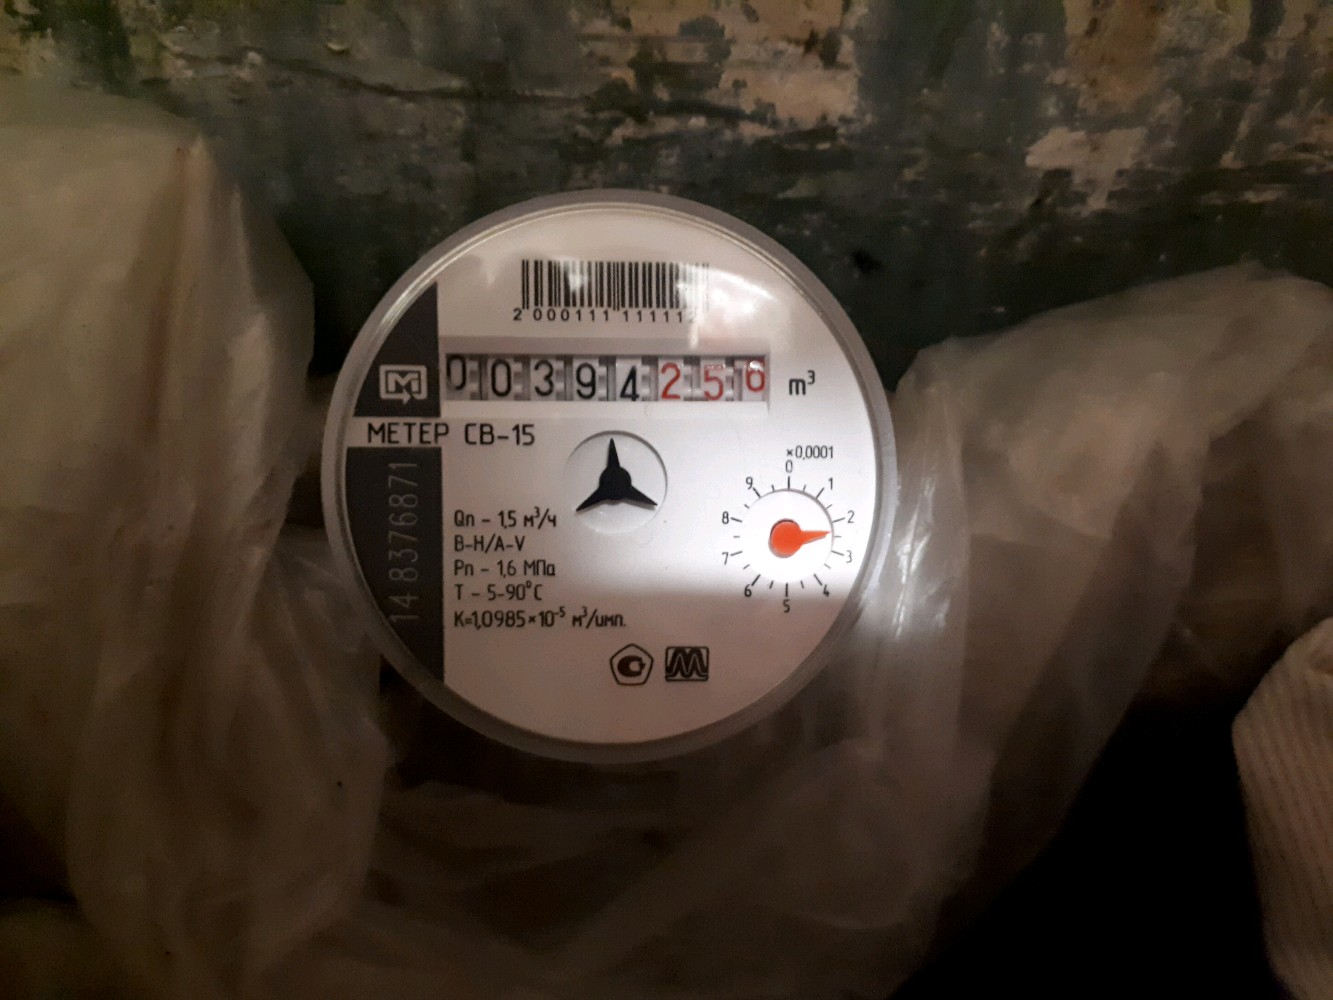 2 000111 11111
00394256 m³
МЕТЕР СВ-15
14 8376871
×0,0001
0
1
2
3
4
5
6
7
8
9
Qn - 1,5 м³/ч
В-Н/А-V
Pn - 1,6 МПа
Т - 5-90°С
К=1,0985×10⁻⁵ м³/имп.